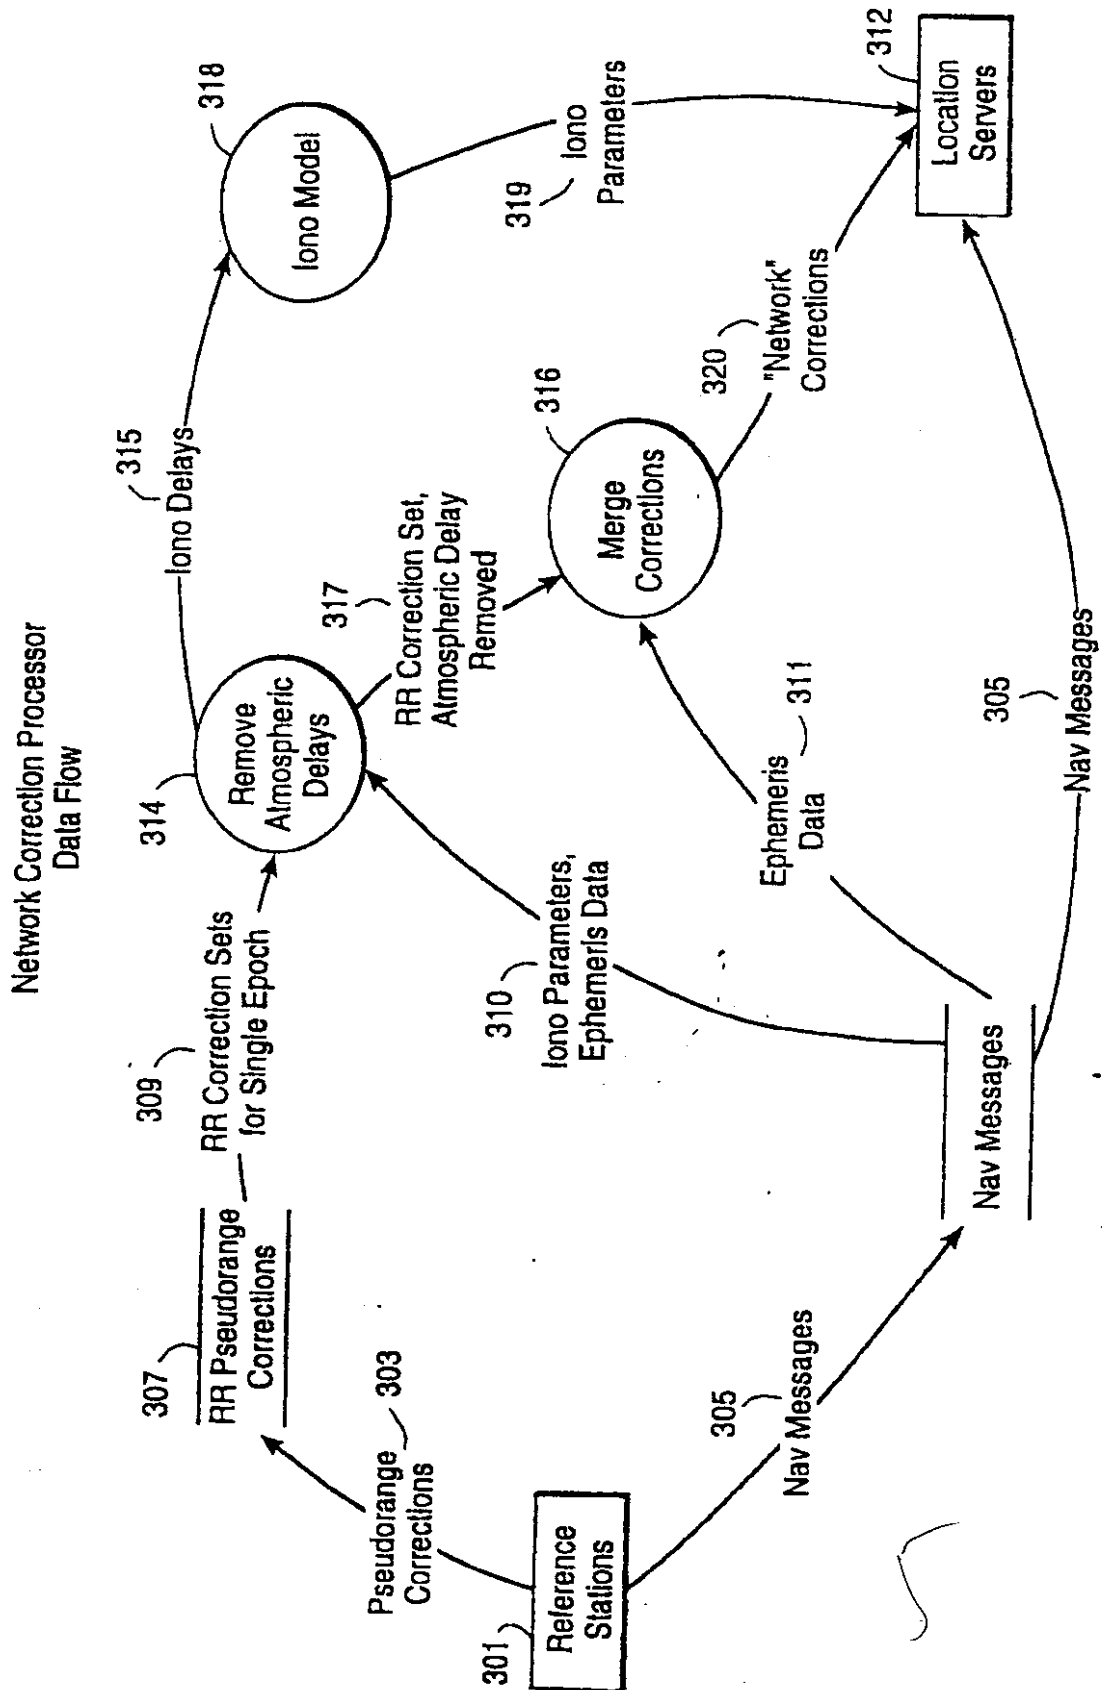 Network Correction Processor
Data Flow
301
Reference
Stations
Pseudorange
Corrections
303
307
RR Pseudorange
Corrections
309
RR Correction Sets
for Single Epoch
314
Remove
Atmospheric
Delays
315
Iono Delays
318
Iono Model
317
RR Correction Set,
Atmospheric Delay
Removed
316
Merge
Corrections
319
Iono
Parameters
320
"Network"
Corrections
312
Location
Servers
310
Iono Parameters,
Ephemeris Data
Ephemeris
Data
311
305
Nav Messages
Nav Messages
305
Nav Messages